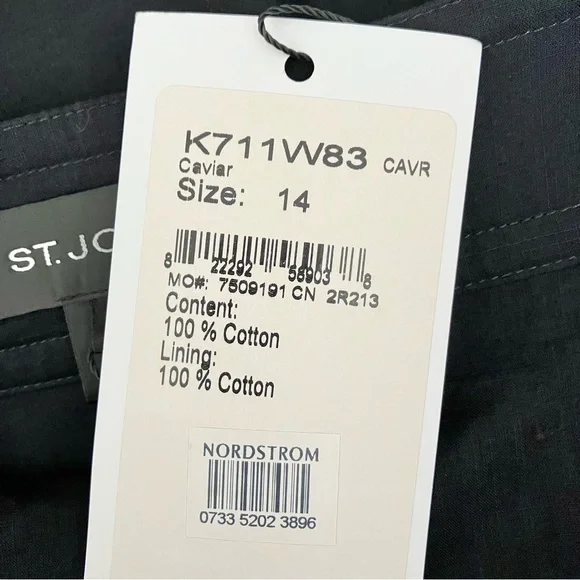 K711W83 CAVR
Caviar
Size: 14
ST. JO
8 22292 58903 8
MO#: 7509191 CN 2R213
Content:
100 % Cotton
Lining:
100 % Cotton
NORDSTROM
0733 5202 3896